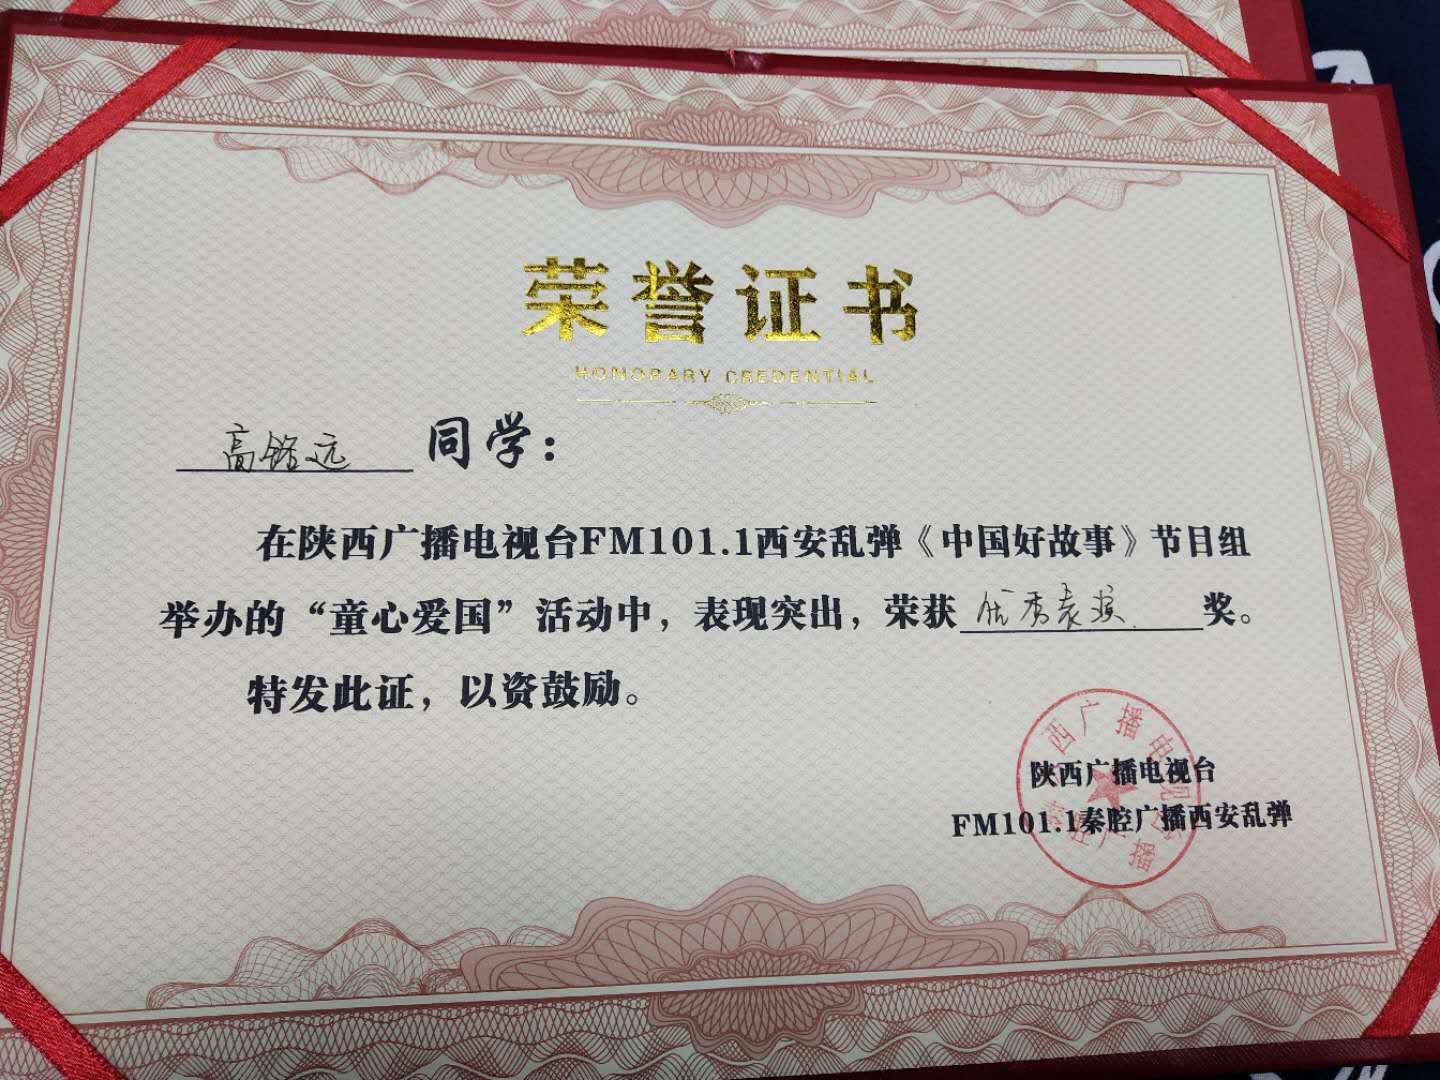 荣誉证书
HONORARY CREDENTIAL
高铭远 同学：
在陕西广播电视台FM101.1西安乱弹《中国好故事》节目组
举办的“童心爱国”活动中，表现突出，荣获 优秀表演 奖。
特发此证，以资鼓励。
陕西广播电视台
FM101.1秦腔广播西安乱弹